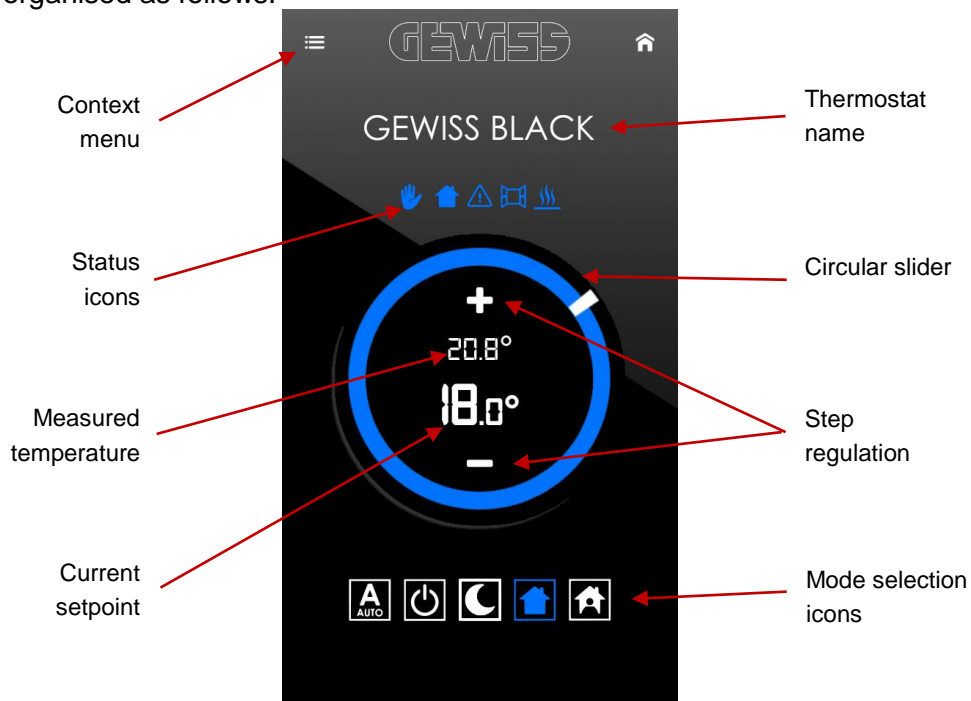 organised as follows:
GEWiSS
Context
menu
GEWISS BLACK
Thermostat
name
Status
icons
Circular slider
20.8°
18.0°
Measured
temperature
Step
regulation
Current
setpoint
A
AUTO
Mode selection
icons